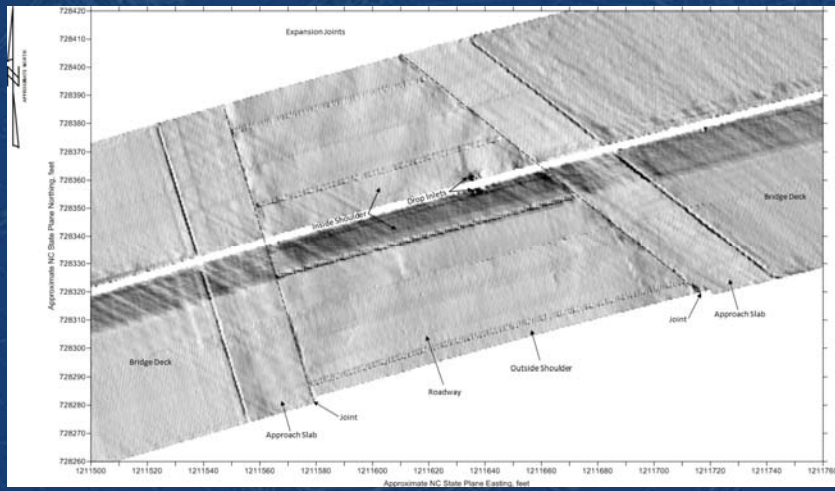 Expansion Joints
APPROXIMATE NORTH
Approximate NC State Plane Northing, feet
728420
728410
728400
728390
728380
728370
728360
728350
728340
728330
728320
728310
728300
728290
728280
728270
728260
Drop Inlets
Inside Shoulder
Bridge Deck
Joint
Approach Slab
Bridge Deck
Outside Shoulder
Roadway
Joint
Approach Slab
1211500 1211520 1211540 1211560 1211580 1211600 1211620 1211640 1211660 1211680 1211700 1211720 1211740 1211760
Approximate NC State Plane Easting, feet